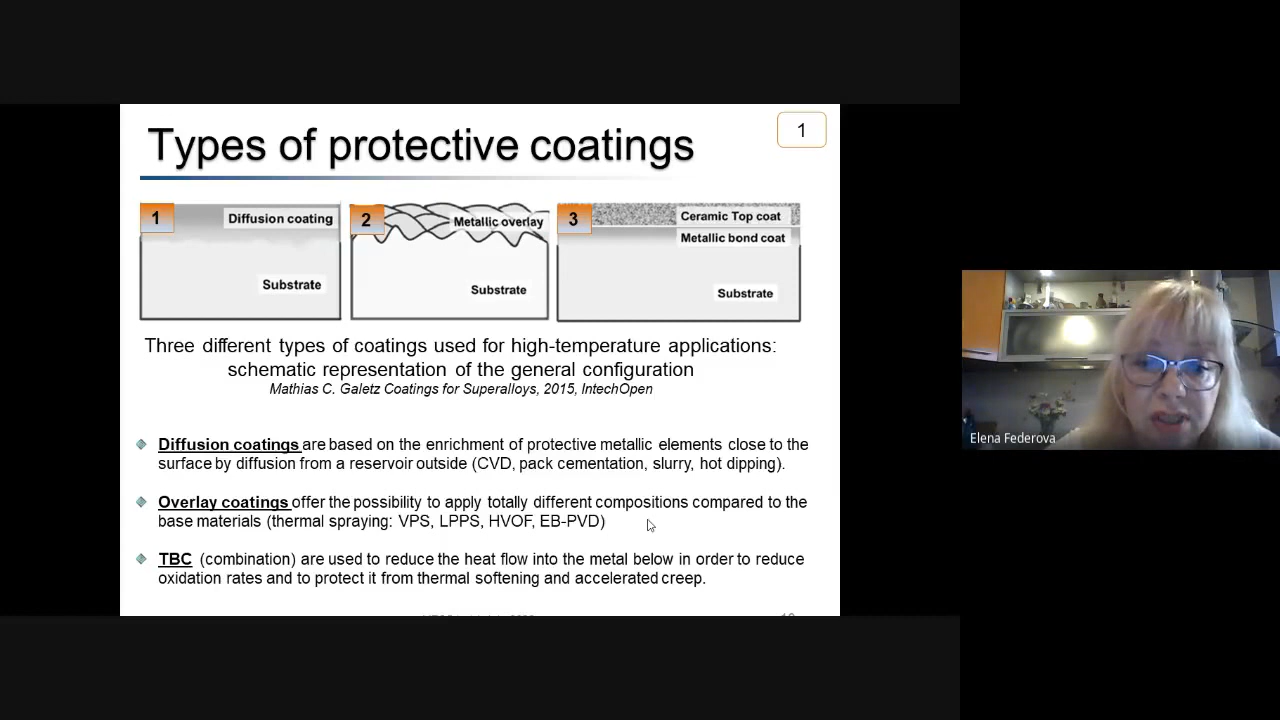 Types of protective coatings
1
1
Diffusion coating
Substrate
2
Metallic overlay
Substrate
3
Ceramic Top coat
Metallic bond coat
Substrate
Three different types of coatings used for high-temperature applications:
schematic representation of the general configuration
Mathias C. Galetz Coatings for Superalloys, 2015, IntechOpen
Diffusion coatings are based on the enrichment of protective metallic elements close to the
surface by diffusion from a reservoir outside (CVD, pack cementation, slurry, hot dipping).
Overlay coatings offer the possibility to apply totally different compositions compared to the
base materials (thermal spraying: VPS, LPPS, HVOF, EB-PVD)
TBC (combination) are used to reduce the heat flow into the metal below in order to reduce
oxidation rates and to protect it from thermal softening and accelerated creep.
Elena Federova